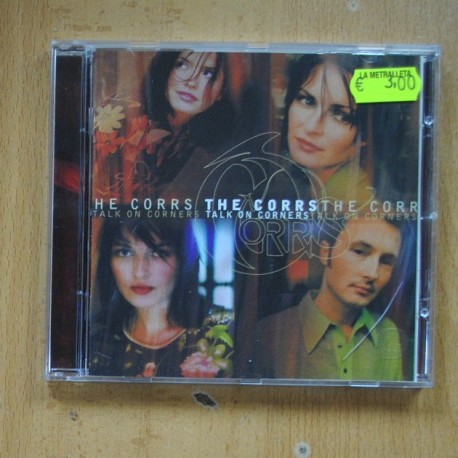 LA METRALLETA
€ 3,00
HE CORRS THE CORRS THE CORR
TALK ON CORNERS TALK ON CORNERS TALK ON CORNERS
CORRS